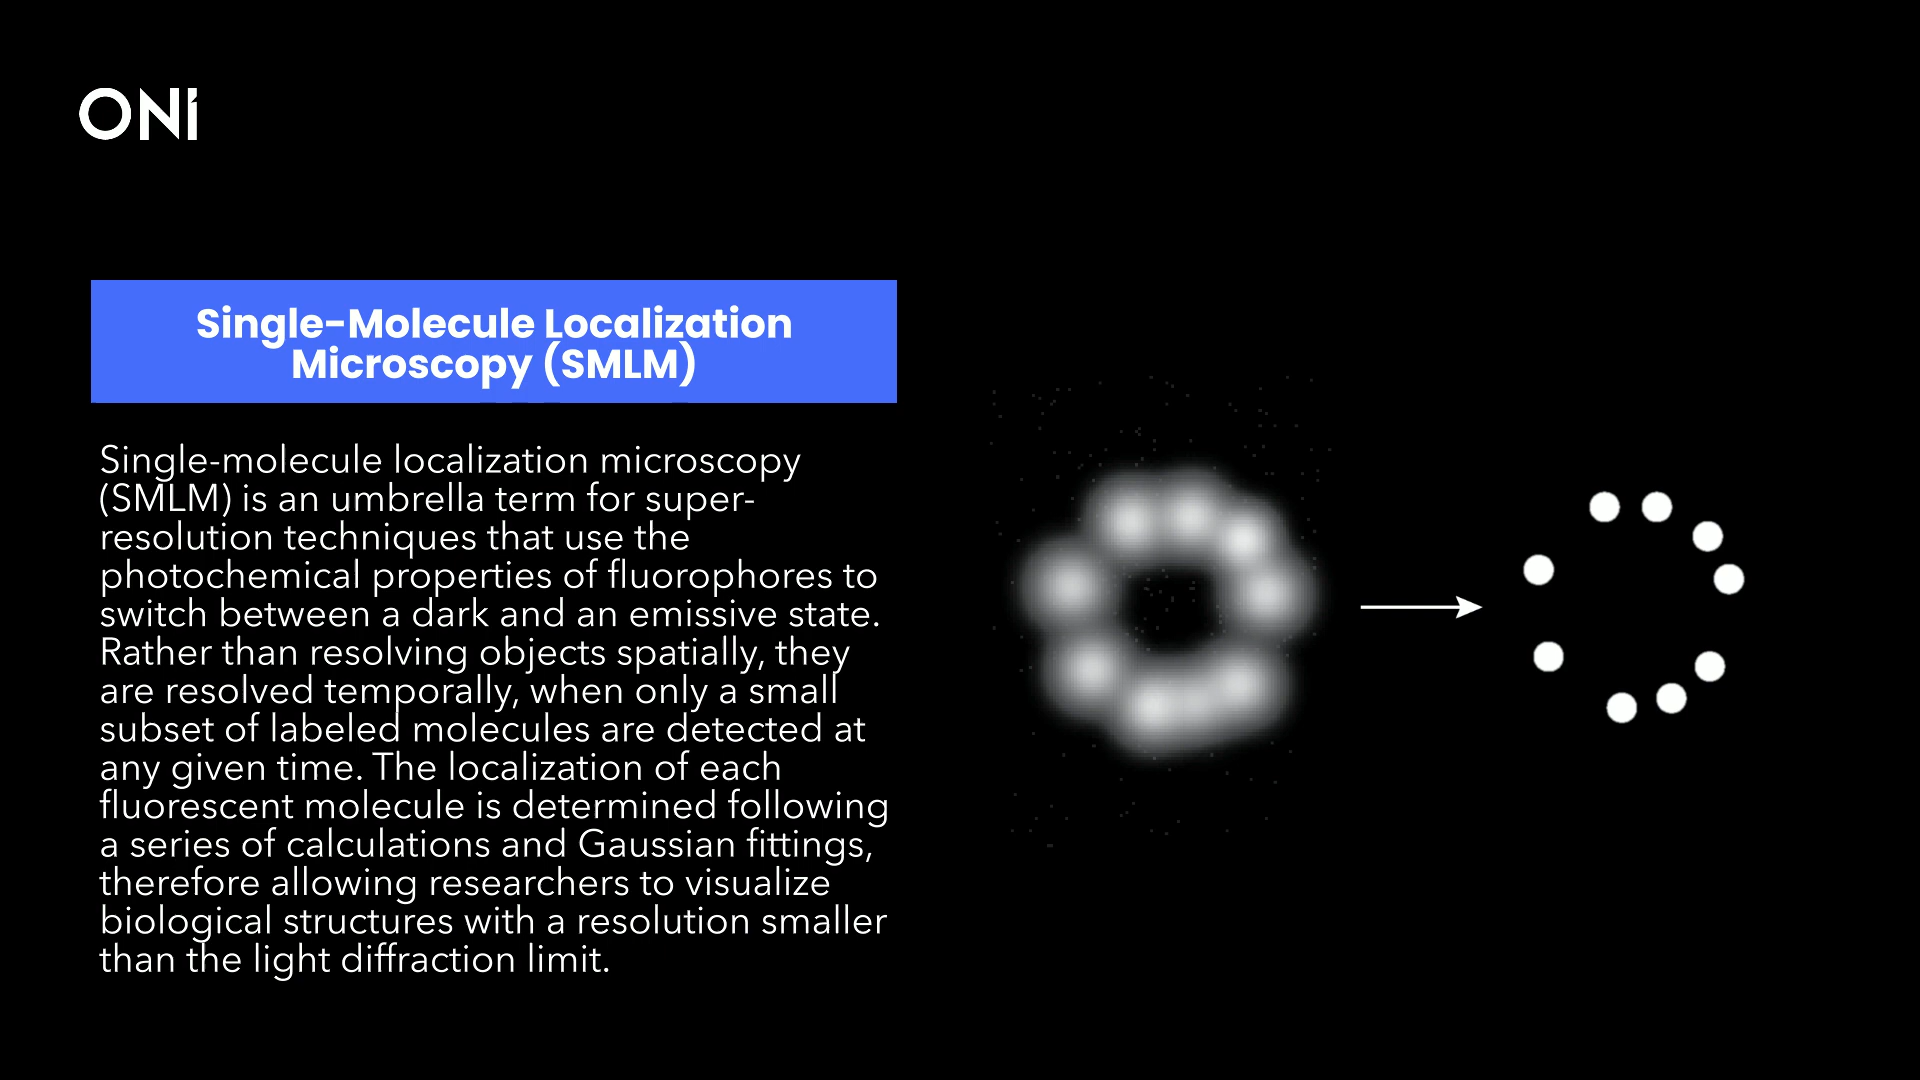 ONi
Single-Molecule Localization
Microscopy (SMLM)
Single-molecule localization microscopy
(SMLM) is an umbrella term for super-
resolution techniques that use the
photochemical properties of fluorophores to
switch between a dark and an emissive state.
Rather than resolving objects spatially, they
are resolved temporally, when only a small
subset of labeled molecules are detected at
any given time. The localization of each
fluorescent molecule is determined following
a series of calculations and Gaussian fittings,
therefore allowing researchers to visualize
biological structures with a resolution smaller
than the light diffraction limit.